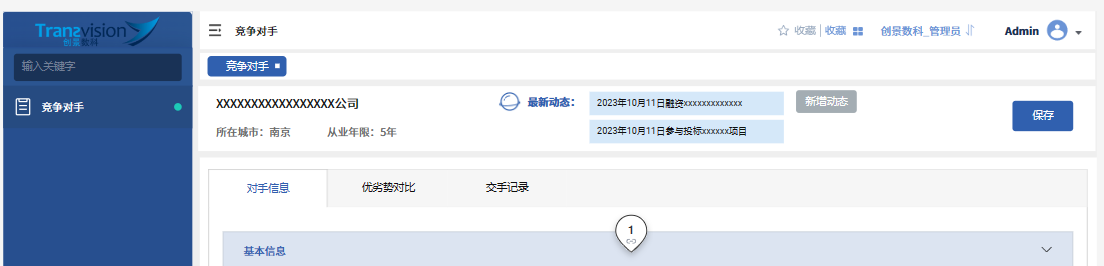 Tranzvision
创景数科
竞争对手
收藏 | 收藏
创景数科_管理员
Admin
输入关键字
竞争对手
竞争对手
XXXXXXXXXXXXXXXXX公司
最新动态:
2023年10月11日融资xxxxxxxxxxxxx
新增动态
保存
所在城市：南京
从业年限：5年
2023年10月11日参与投标xxxxxx项目
对手信息
优劣势对比
交手记录
1
基本信息